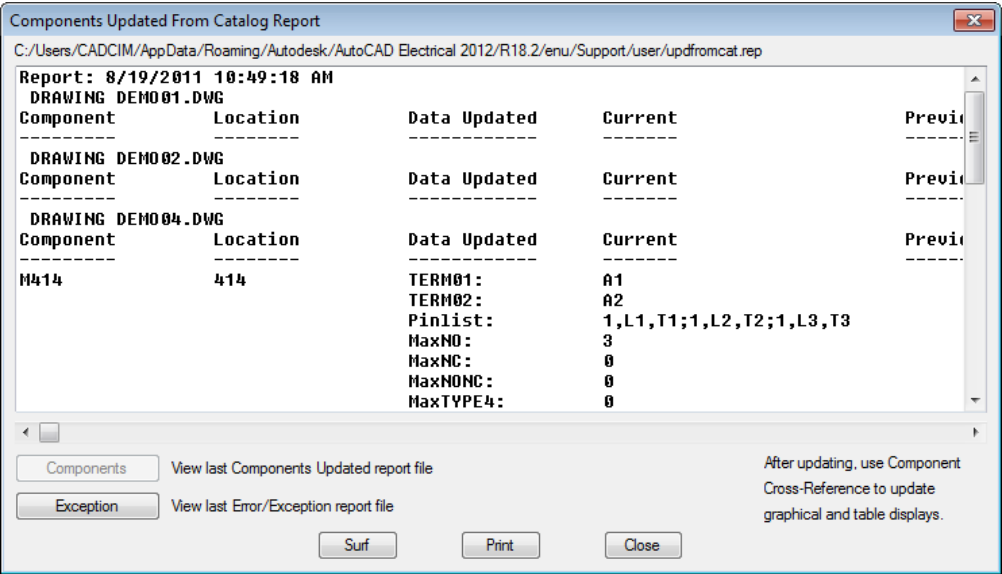 Components Updated From Catalog Report
C:/Users/CADCIM/AppData/Roaming/Autodesk/AutoCAD Electrical 2012/R18.2/enu/Support/user/updfromcat.rep
Report: 8/19/2011 10:49:18 AM
DRAWING DEMO01.DWG
Component Location Data Updated Current Previ
--------- -------- ------------ ------- -----
DRAWING DEMO02.DWG
Component Location Data Updated Current Previ
--------- -------- ------------ ------- -----
DRAWING DEMO04.DWG
Component Location Data Updated Current Previ
--------- -------- ------------ ------- -----
M414 414 TERM01: A1
TERM02: A2
Pinlist: 1,L1,T1;1,L2,T2;1,L3,T3
MaxNO: 3
MaxNC: 0
MaxNONC: 0
MaxTYPE4: 0
Components View last Components Updated report file
Exception View last Error/Exception report file
After updating, use Component
Cross-Reference to update
graphical and table displays.
Surf Print Close